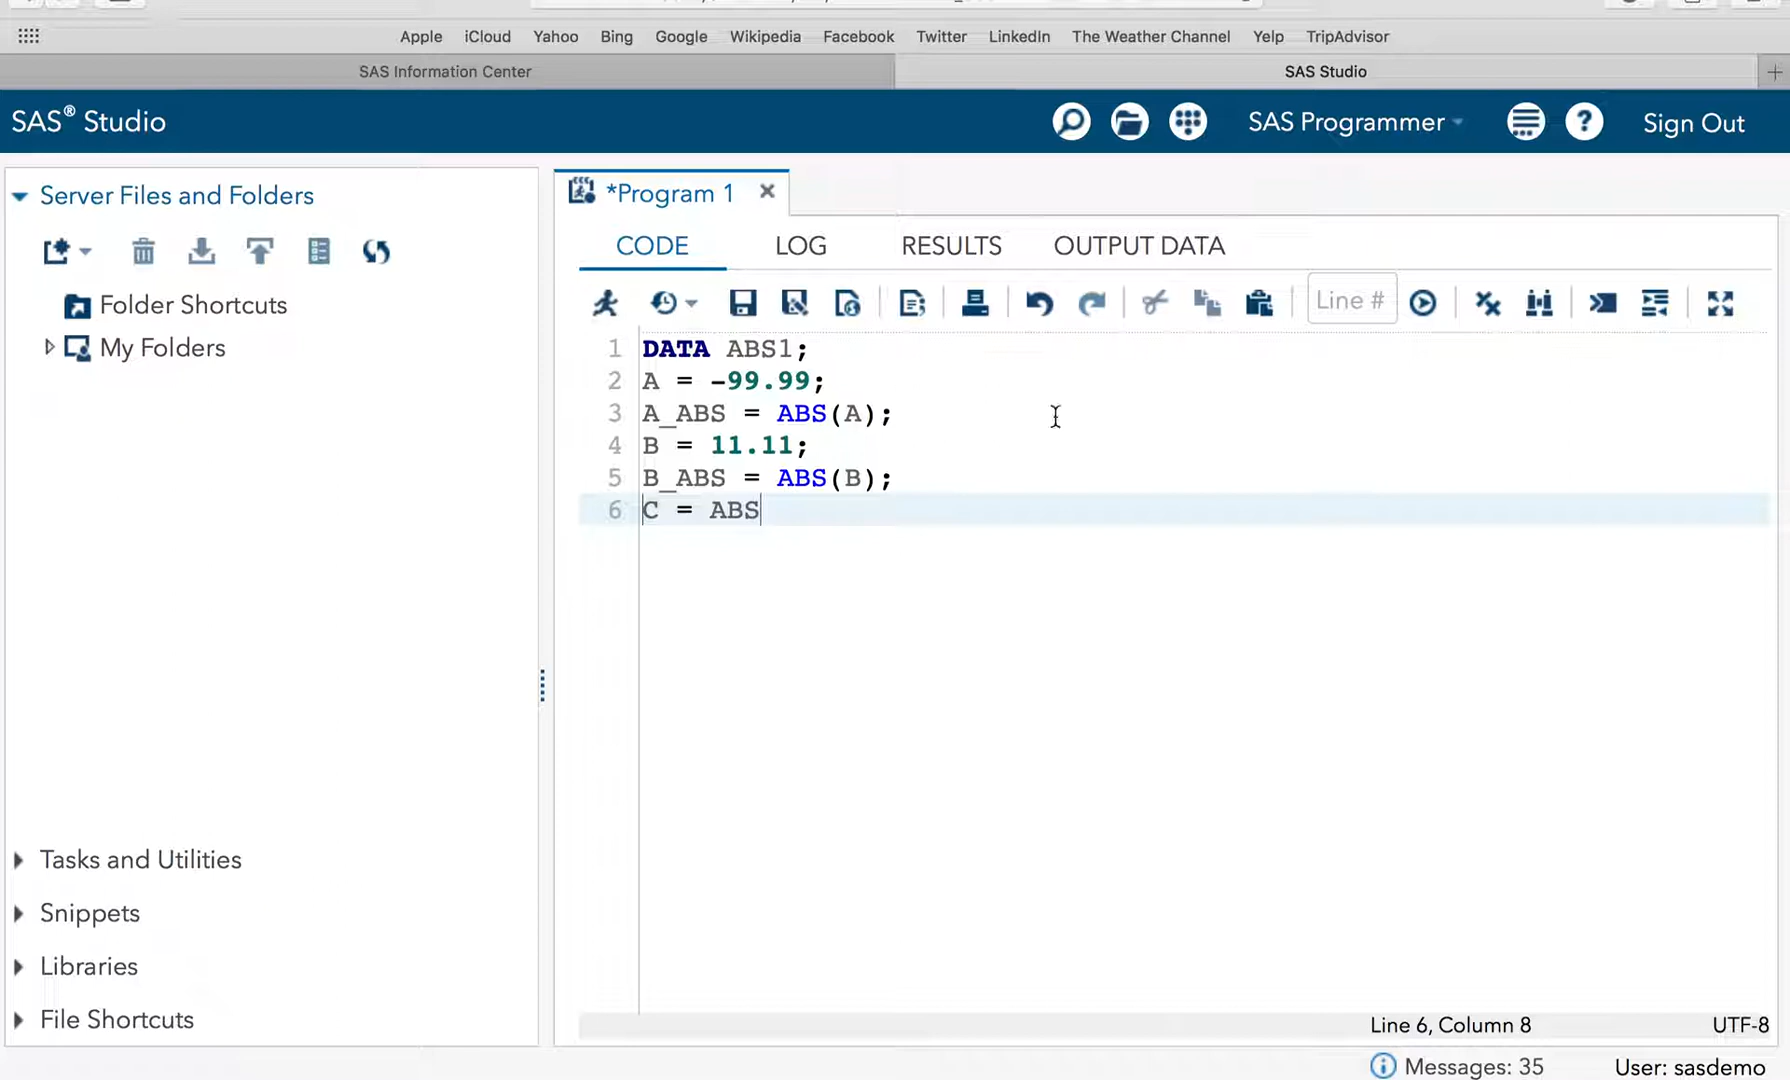 Apple iCloud Yahoo Bing Google Wikipedia Facebook Twitter LinkedIn The Weather Channel Yelp TripAdvisor
SAS Information Center
SAS Studio
SAS® Studio
SAS Programmer
?
Sign Out
Server Files and Folders
Folder Shortcuts
My Folders
Tasks and Utilities
Snippets
Libraries
File Shortcuts
*Program 1
CODE LOG RESULTS OUTPUT DATA
Line #
1 DATA ABS1;
2 A = -99.99;
3 A_ABS = ABS(A);
4 B = 11.11;
5 B_ABS = ABS(B);
6 C = ABS
Line 6, Column 8
UTF-8
Messages: 35
User: sasdemo